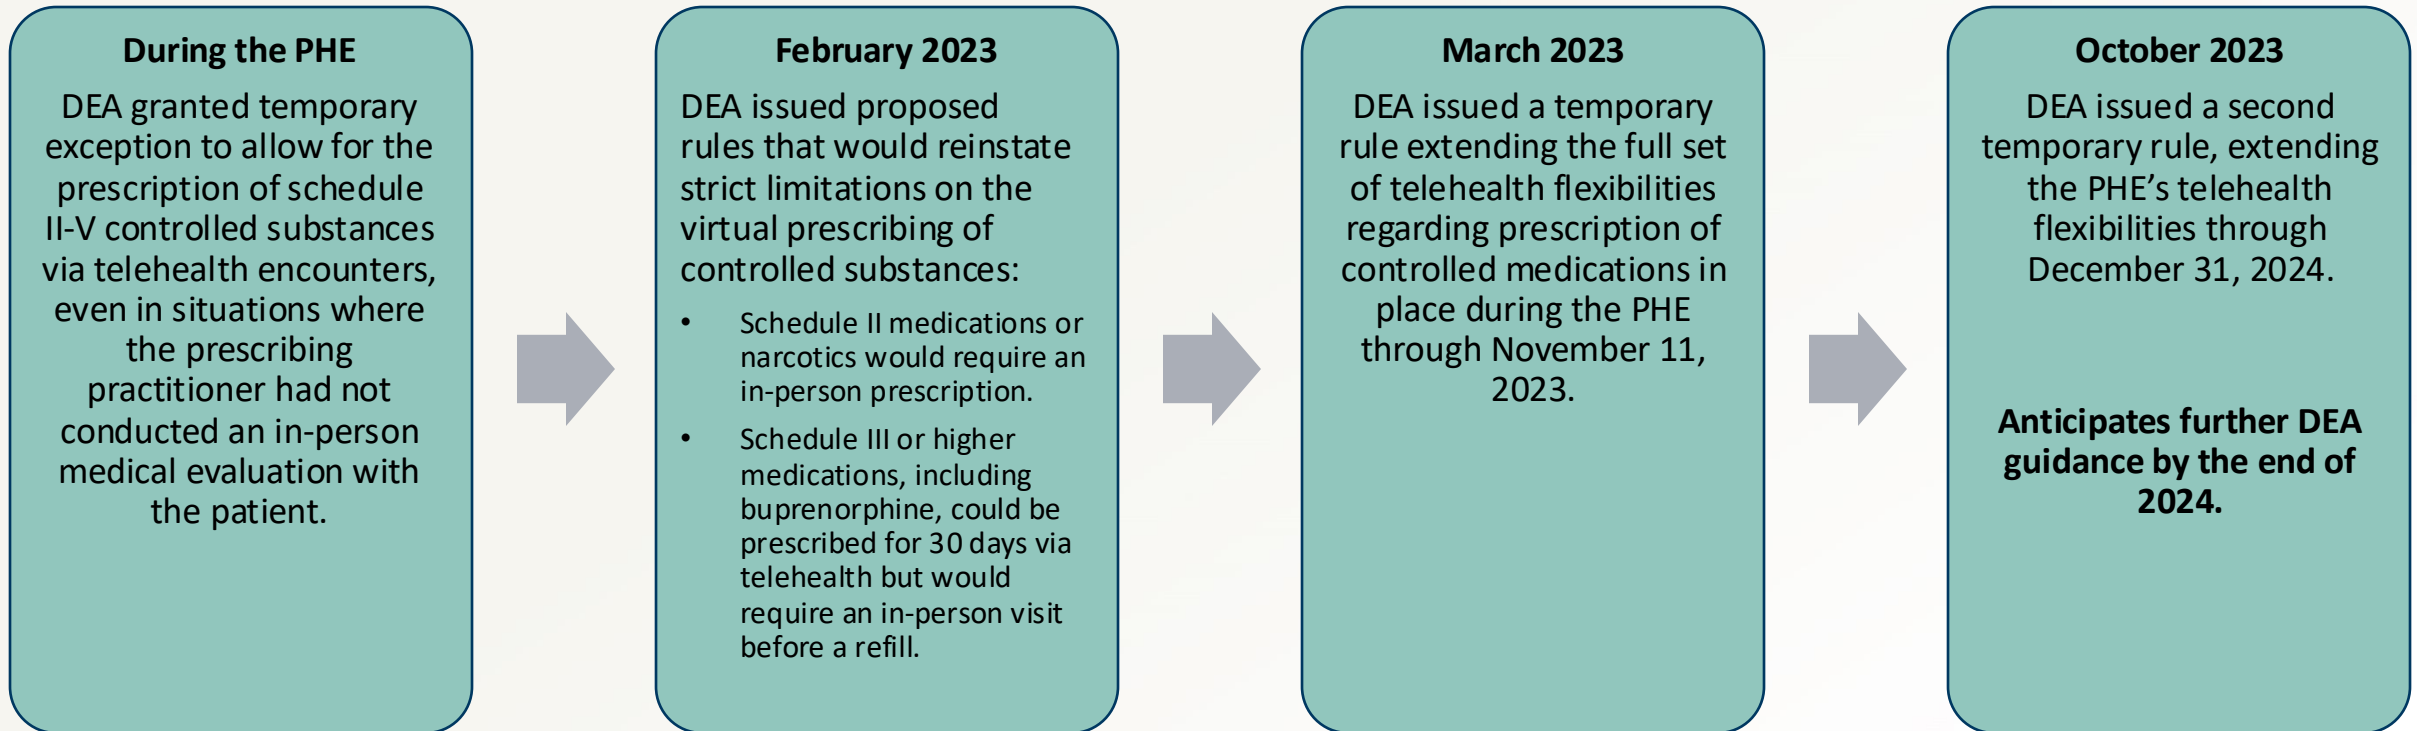 During the PHE
DEA granted temporary
exception to allow for the
prescription of schedule
II-V controlled substances
via telehealth encounters,
even in situations where
the prescribing
practitioner had not
conducted an in-person
medical evaluation with
the patient.
February 2023
DEA issued proposed
rules that would reinstate
strict limitations on the
virtual prescribing of
controlled substances:
• Schedule II medications or
narcotics would require an
in-person prescription.
• Schedule III or higher
medications, including
buprenorphine, could be
prescribed for 30 days via
telehealth but would
require an in-person visit
before a refill.
March 2023
DEA issued a temporary
rule extending the full set
of telehealth flexibilities
regarding prescription of
controlled medications in
place during the PHE
through November 11,
2023.
October 2023
DEA issued a second
temporary rule, extending
the PHE’s telehealth
flexibilities through
December 31, 2024.
Anticipates further DEA
guidance by the end of
2024.